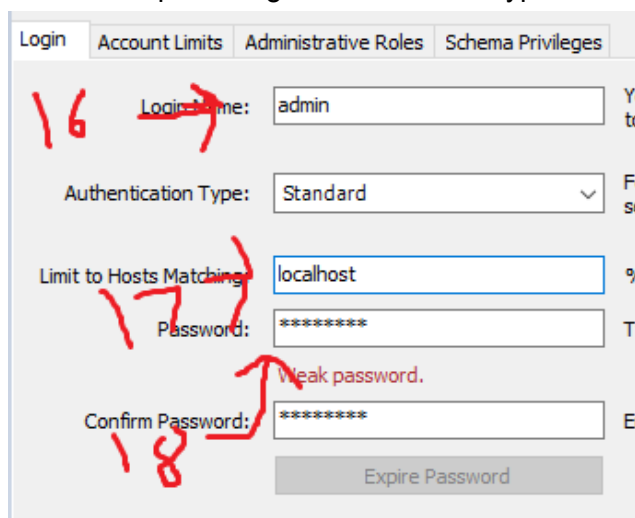 Login Account Limits Administrative Roles Schema Privileges
16 Login Name: admin
Authentication Type: Standard
Limit to Hosts Matching: localhost %
17 Password: ********
Weak password.
Confirm Password: ********
18
Expire Password